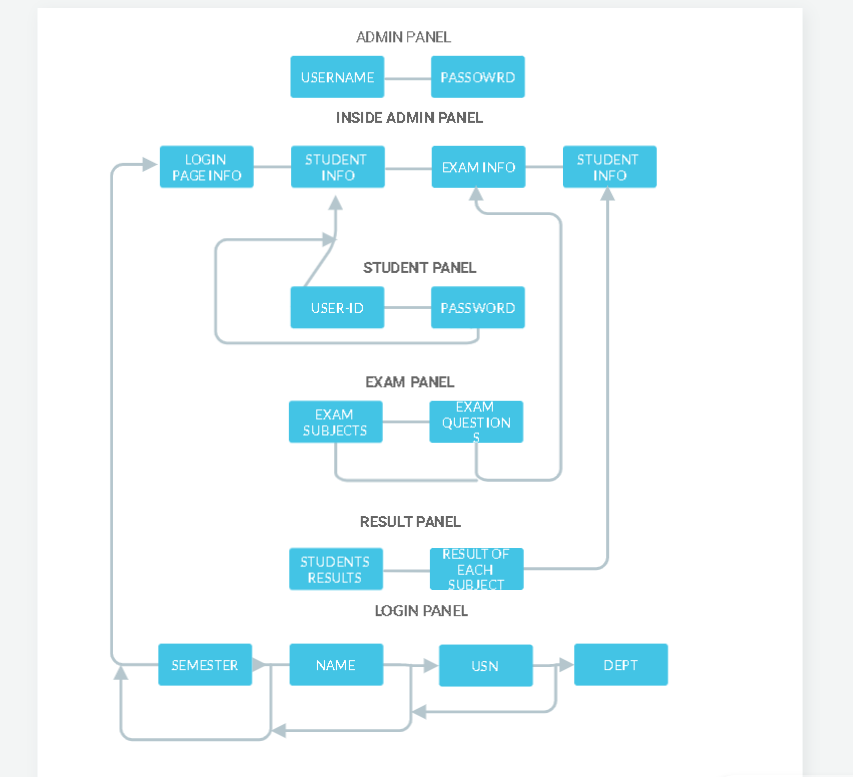 ADMIN PANEL
USERNAME
PASSOWRD
INSIDE ADMIN PANEL
LOGIN
PAGE INFO
STUDENT
INFO
EXAM INFO
STUDENT
INFO
STUDENT PANEL
USER-ID
PASSWORD
EXAM PANEL
EXAM
SUBJECTS
EXAM
QUESTION
S
RESULT PANEL
STUDENTS
RESULTS
RESULT OF
EACH
SUBJECT
LOGIN PANEL
SEMESTER
NAME
USN
DEPT